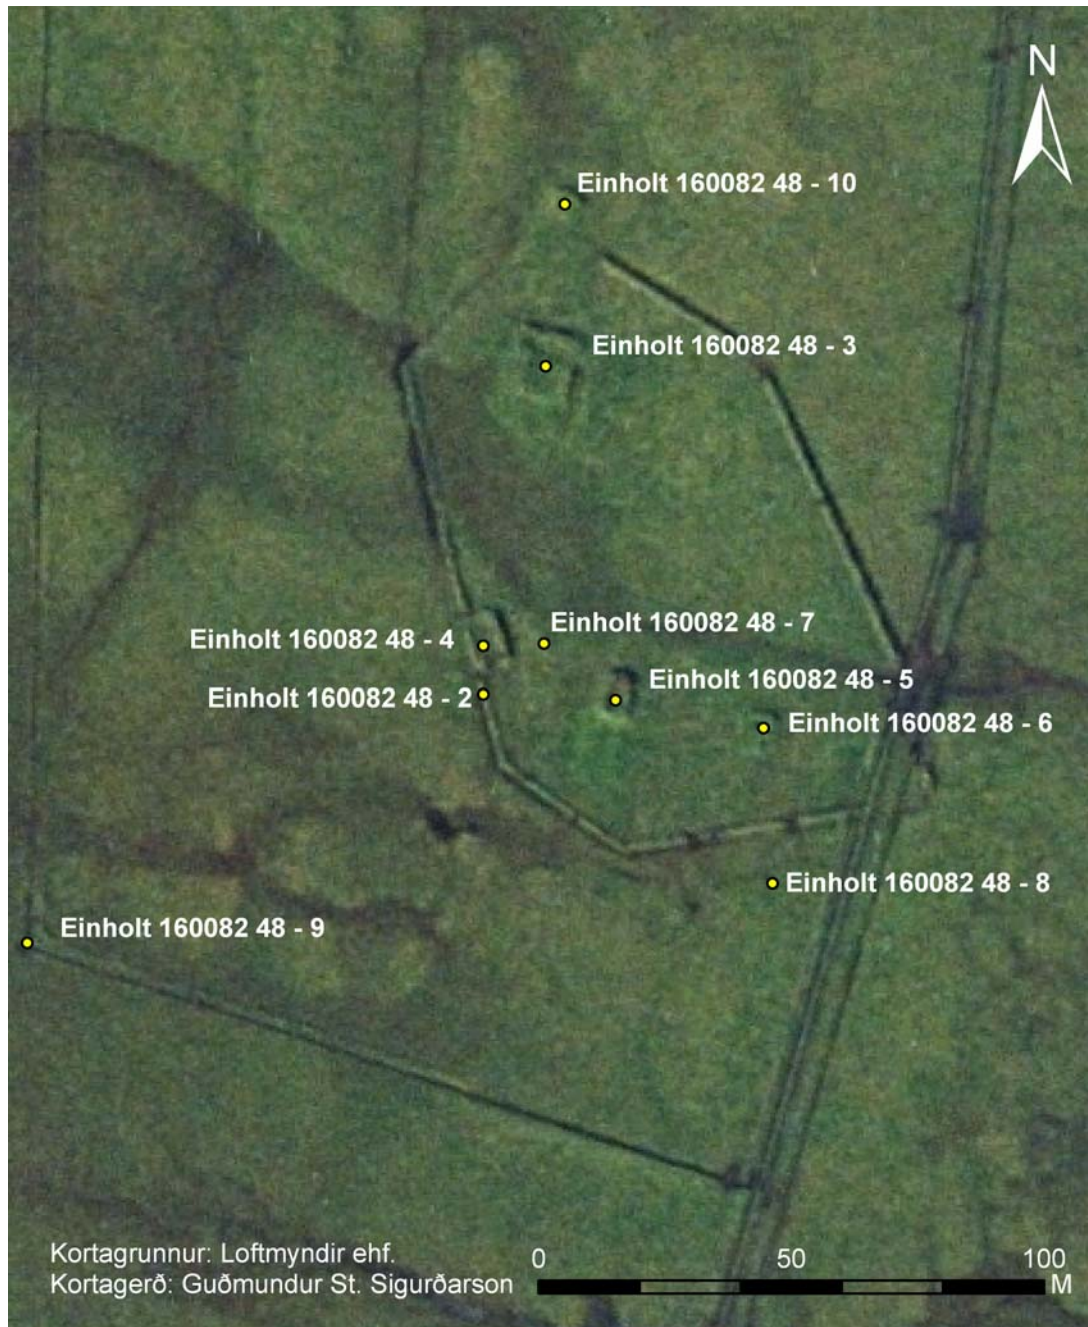 N
Einholt 160082 48 - 10
Einholt 160082 48 - 3
Einholt 160082 48 - 7
Einholt 160082 48 - 4
Einholt 160082 48 - 5
Einholt 160082 48 - 2
Einholt 160082 48 - 6
Einholt 160082 48 - 8
Einholt 160082 48 - 9
Kortagrunnur: Loftmyndir ehf.
Kortagerð: Guðmundur St. Sigurðarson
0 50 100
M